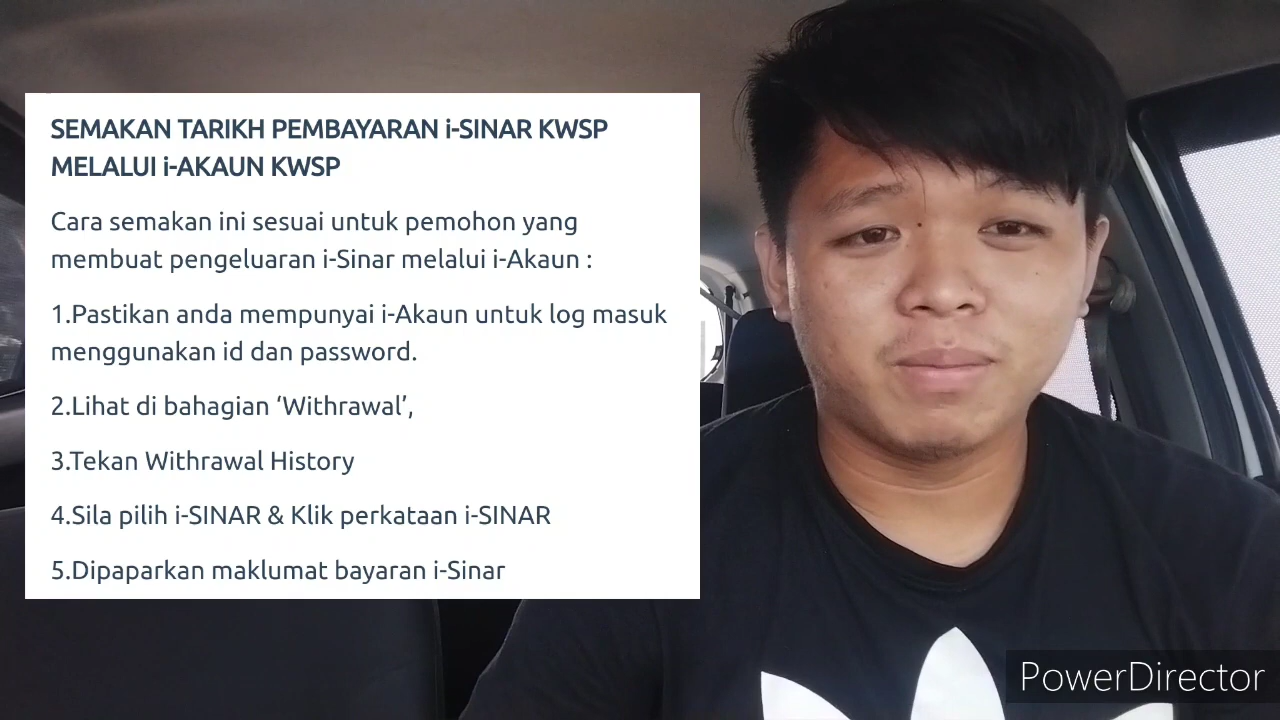 SEMAKAN TARIKH PEMBAYARAN i-SINAR KWSP
MELALUI i-AKAUN KWSP
Cara semakan ini sesuai untuk pemohon yang
membuat pengeluaran i-Sinar melalui i-Akaun :
1.Pastikan anda mempunyai i-Akaun untuk log masuk
menggunakan id dan password.
2.Lihat di bahagian ‘Withrawal’,
3.Tekan Withrawal History
4.Sila pilih i-SINAR & Klik perkataan i-SINAR
5.Dipaparkan maklumat bayaran i-Sinar
PowerDirector